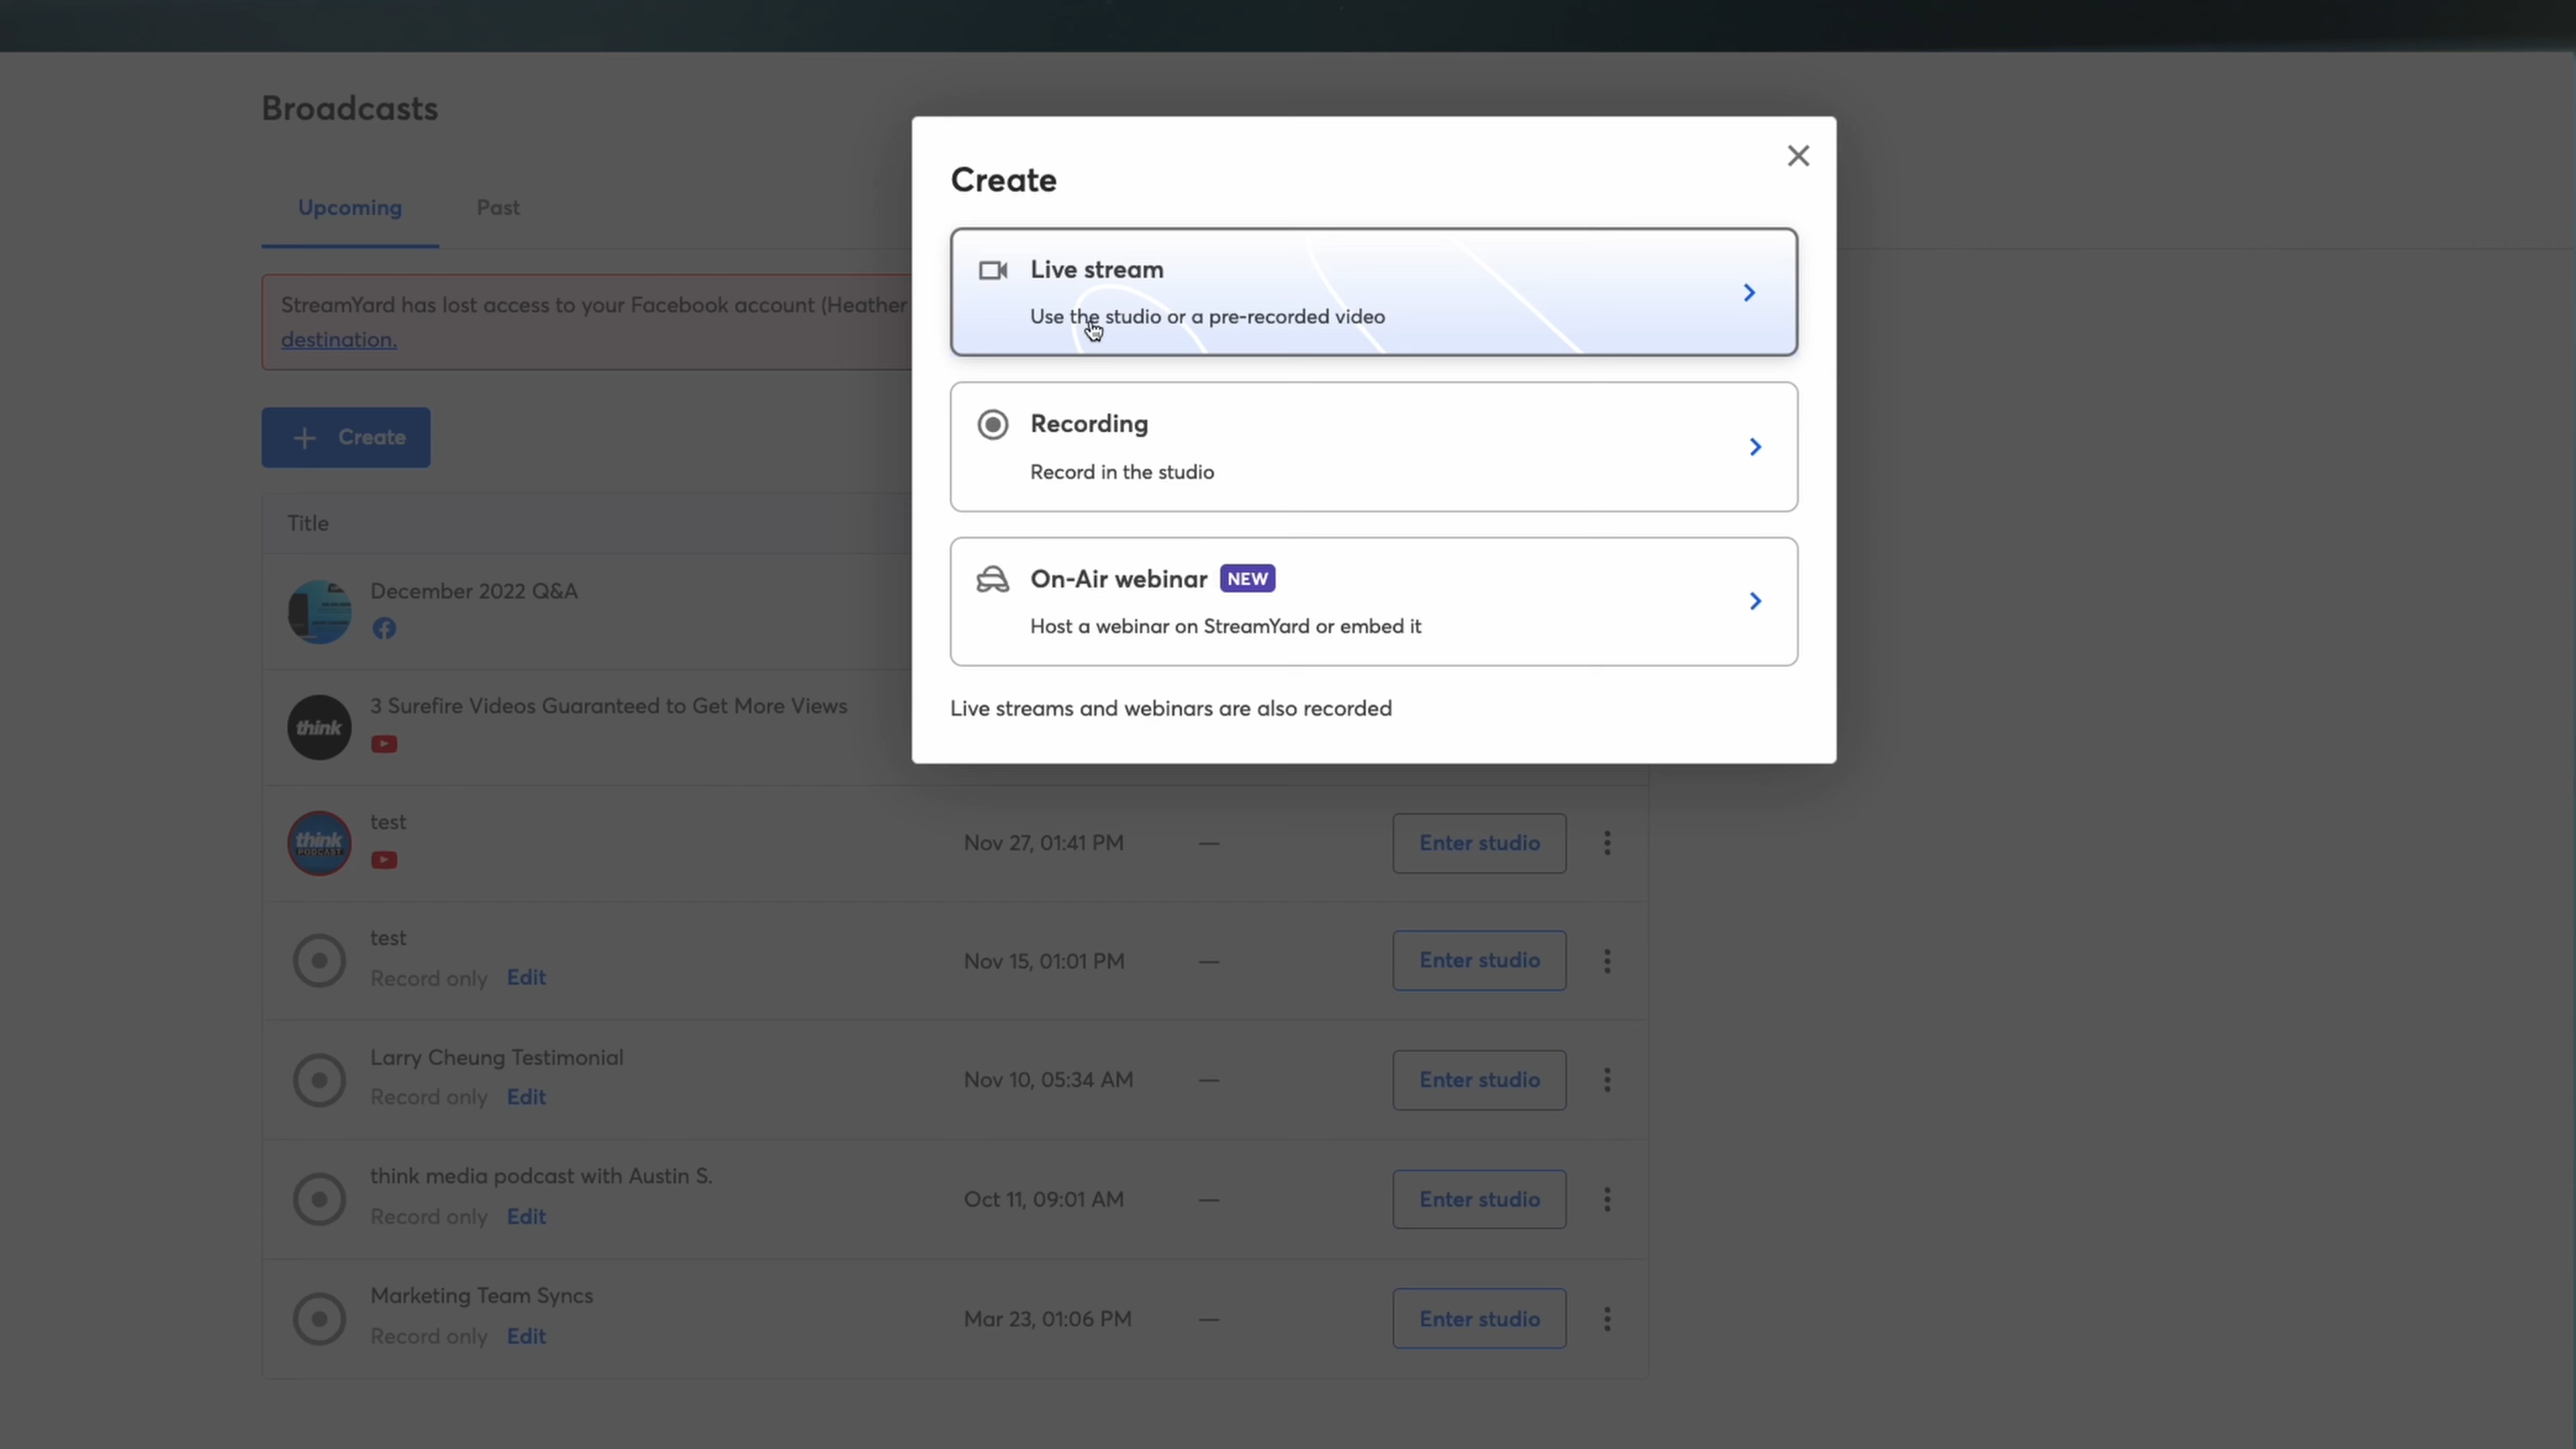 Broadcasts
Upcoming Past
StreamYard has lost access to your Facebook account (Heather
destination.
+ Create
Title
December 2022 Q&A
3 Surefire Videos Guaranteed to Get More Views
think
test
think
PODCAST
Nov 27, 01:41 PM — Enter studio
test
Record only Edit
Nov 15, 01:01 PM — Enter studio
Larry Cheung Testimonial
Record only Edit
Nov 10, 05:34 AM — Enter studio
think media podcast with Austin S.
Record only Edit
Oct 11, 09:01 AM — Enter studio
Marketing Team Syncs
Record only Edit
Mar 23, 01:06 PM — Enter studio
Create
Live stream
Use the studio or a pre-recorded video
Recording
Record in the studio
On-Air webinar NEW
Host a webinar on StreamYard or embed it
Live streams and webinars are also recorded